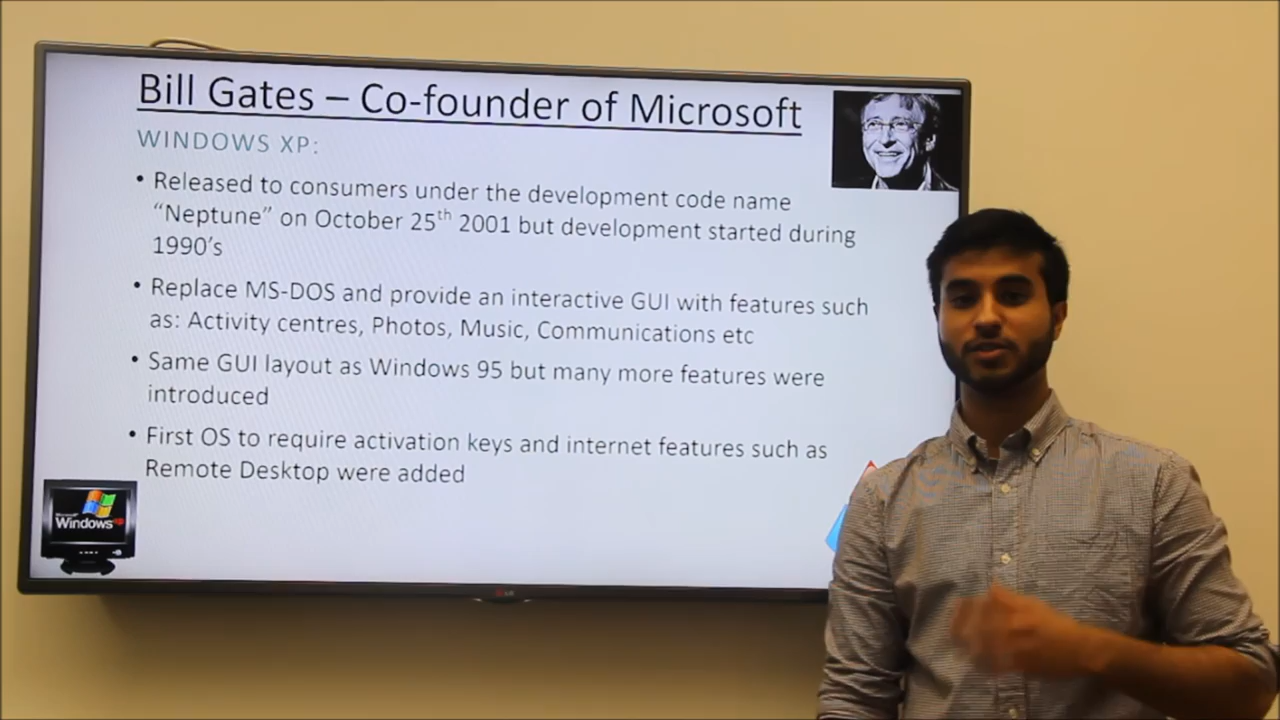 Bill Gates – Co-founder of Microsoft
WINDOWS XP:
• Released to consumers under the development code name
“Neptune” on October 25th 2001 but development started during
1990’s
• Replace MS-DOS and provide an interactive GUI with features such
as: Activity centres, Photos, Music, Communications etc
• Same GUI layout as Windows 95 but many more features were
introduced
• First OS to require activation keys and internet features such as
Remote Desktop were added
Microsoft
Windows xp
LG